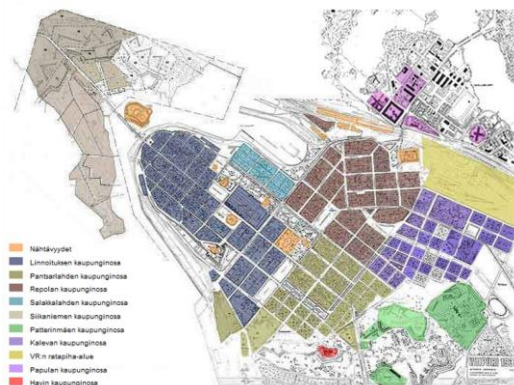 Nähtävyydet
Linnoituksen kaupunginosa
Pantsarlahden kaupunginosa
Repolan kaupunginosa
Salakkalahden kaupunginosa
Siikaniemen kaupunginosa
Patterinmäen kaupunginosa
Kalevan kaupunginosa
VR:n ratapiha-alue
Papulan kaupunginosa
Havin kaupunginosa